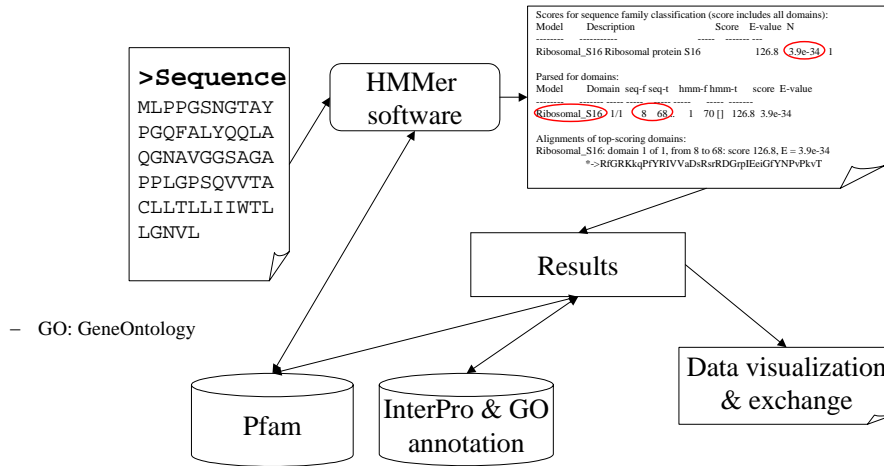 >Sequence
MLPPGSNGTAY
PGQFALYQQLA
QGNAVGGSAGA
PPLGPSQVVTA
CLLTLLIIWTL
LGNVL
HMMer
software
Scores for sequence family classification (score includes all domains):
Model Description Score E-value N
-------- ----------- ----- ------- ---
Ribosomal_S16 Ribosomal protein S16 126.8 3.9e-34 1
Parsed for domains:
Model Domain seq-f seq-t hmm-f hmm-t score E-value
-------- ------- ----- ----- ----- ----- -------
Ribosomal_S16 1/1 8 68 .. 1 70 [] 126.8 3.9e-34
Alignments of top-scoring domains:
Ribosomal_S16: domain 1 of 1, from 8 to 68: score 126.8, E = 3.9e-34
*->RfGRKkqPfYRIVVaDsRsrRDGrpIEeiGfYNPvPkvT
Results
– GO: GeneOntology
Pfam
InterPro & GO
annotation
Data visualization
& exchange